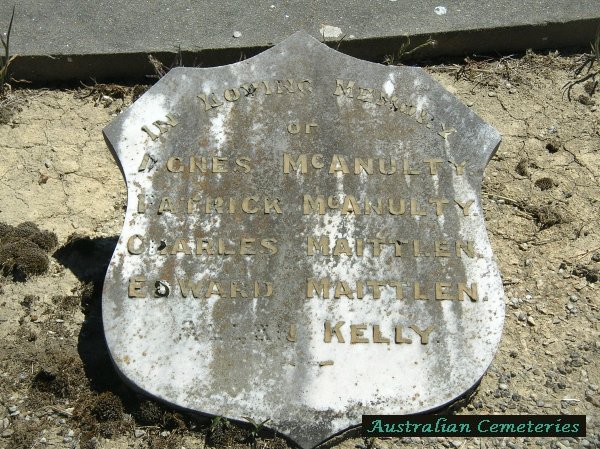 In Loving Memory
of
Agnes McAnulty.
Patrick McAnulty.
Charles Maittlen.
Edward Maittlen.
Kelly.
Australian Cemeteries